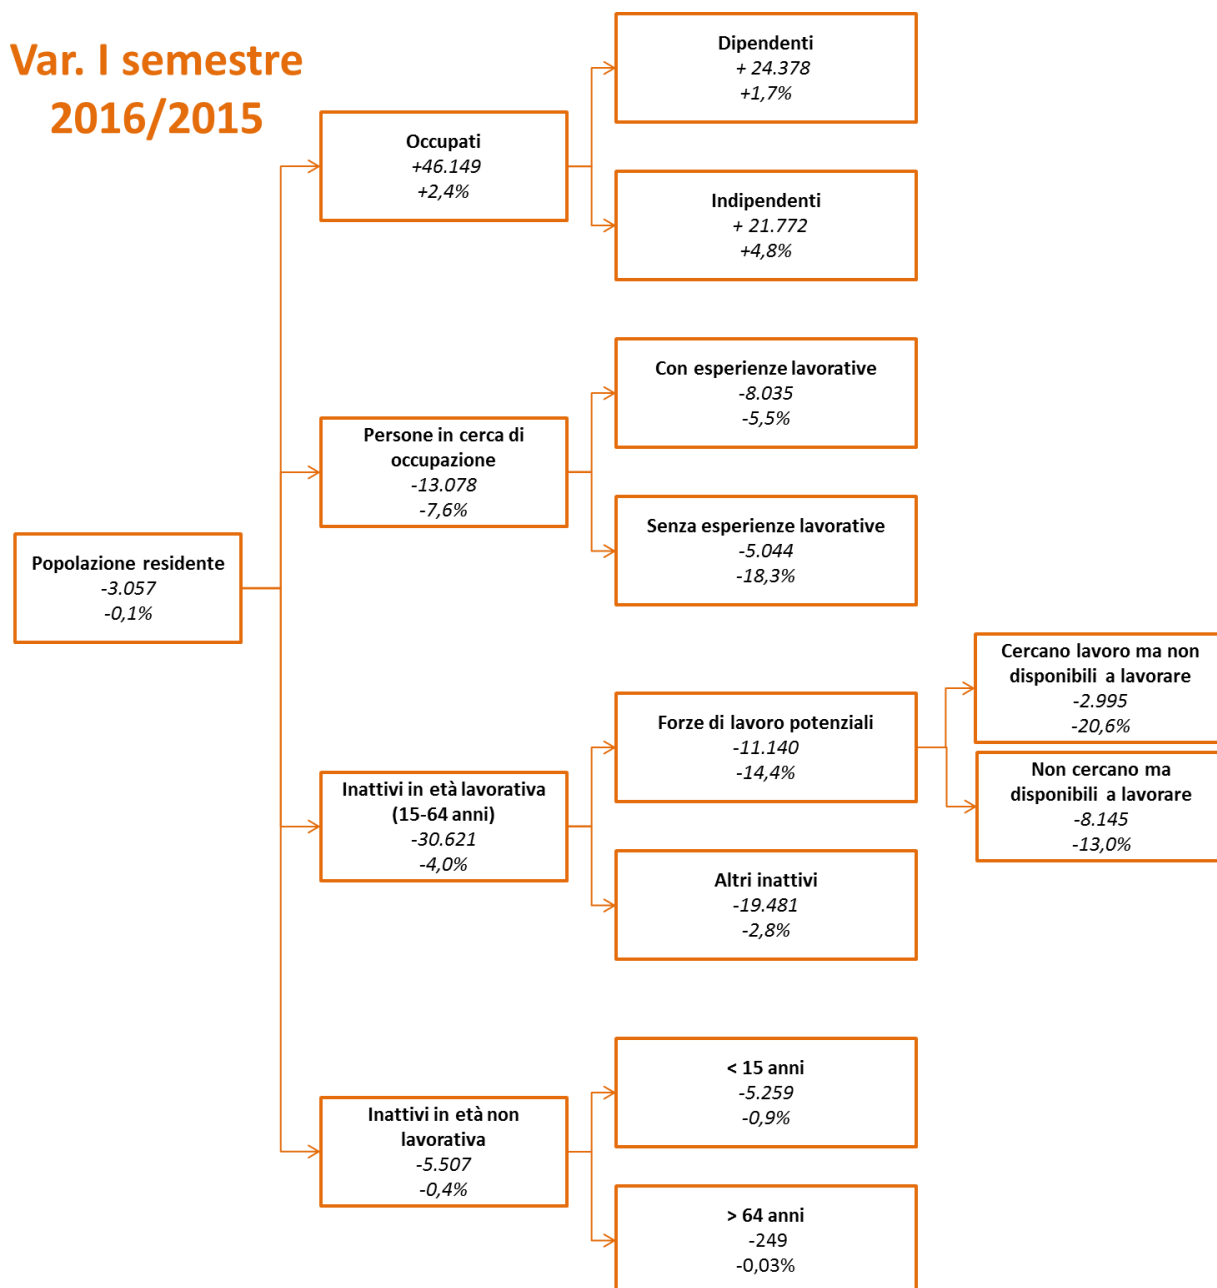 Var. I semestre
2016/2015
Dipendenti
+ 24.378
+1,7%
Occupati
+46.149
+2,4%
Indipendenti
+ 21.772
+4,8%
Con esperienze lavorative
-8.035
-5,5%
Persone in cerca di
occupazione
-13.078
-7,6%
Senza esperienze lavorative
-5.044
-18,3%
Popolazione residente
-3.057
-0,1%
Cercano lavoro ma non
disponibili a lavorare
-2.995
-20,6%
Forze di lavoro potenziali
-11.140
-14,4%
Non cercano ma
disponibili a lavorare
-8.145
-13,0%
Inattivi in età lavorativa
(15-64 anni)
-30.621
-4,0%
Altri inattivi
-19.481
-2,8%
< 15 anni
-5.259
-0,9%
Inattivi in età non
lavorativa
-5.507
-0,4%
> 64 anni
-249
-0,03%